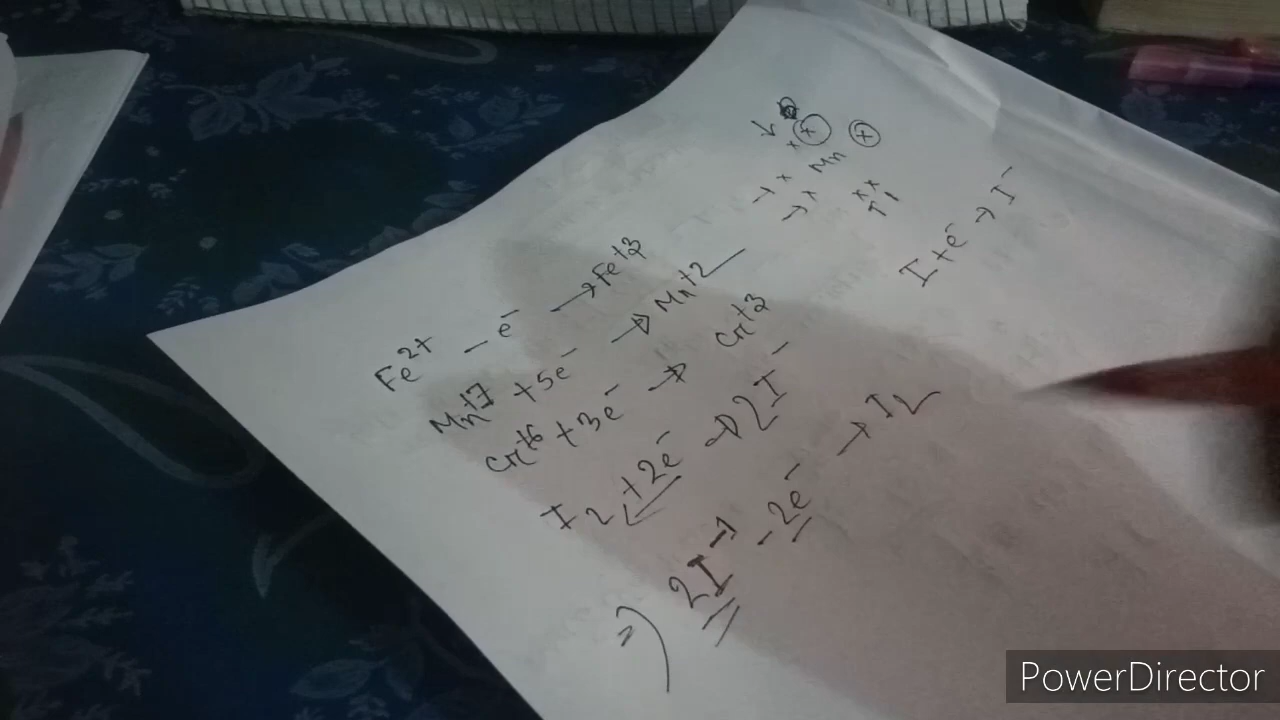 Fe2+ - e- → Fe+3
Mn+7 + 5e- → Mn+2
Cr+6 + 3e- → Cr+3
I2 + 2e- → 2I-
⇒ 2I-1 - 2e- → I2
Mn
I + e- → I-
PowerDirector